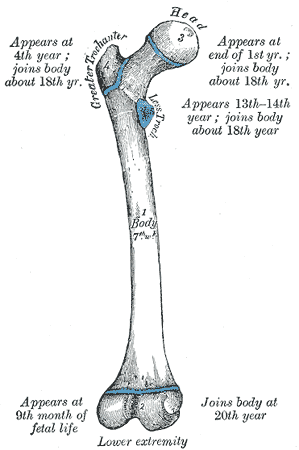 Head
Greater Trochanter
Appears at
4th year ;
joins body
about 18th yr.
Appears at
end of 1st yr. ;
joins body
about 18th yr.
3
4
Less. Troch.
Appears 13th–14th
year ; joins body
about 18th year
1
Body
7th wk.
Appears at
9th month of
fetal life
2
Joins body at
20th year
Lower extremity